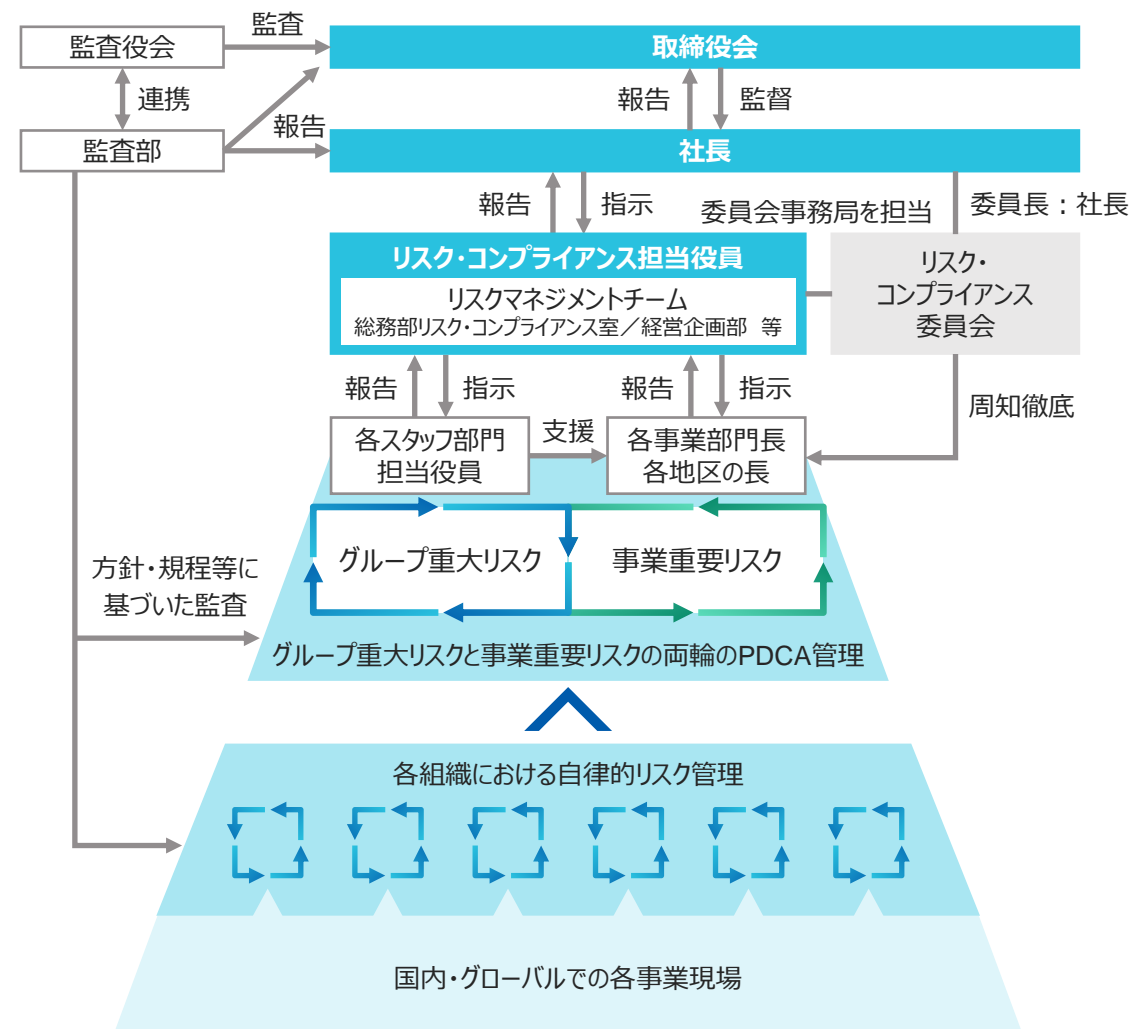 監査
監査役会
取締役会
連携
報告
監督
報告
監査部
社長
報告
指示
委員会事務局を担当
委員長：社長
リスク・コンプライアンス担当役員
リスクマネジメントチーム
総務部リスク・コンプライアンス室／経営企画部 等
リスク・
コンプライアンス
委員会
報告
指示
報告
指示
周知徹底
各スタッフ部門
担当役員
支援
各事業部門長
各地区の長
グループ重大リスク
事業重要リスク
方針・規程等に
基づいた監査
グループ重大リスクと事業重要リスクの両輪のPDCA管理
各組織における自律的リスク管理
国内・グローバルでの各事業現場